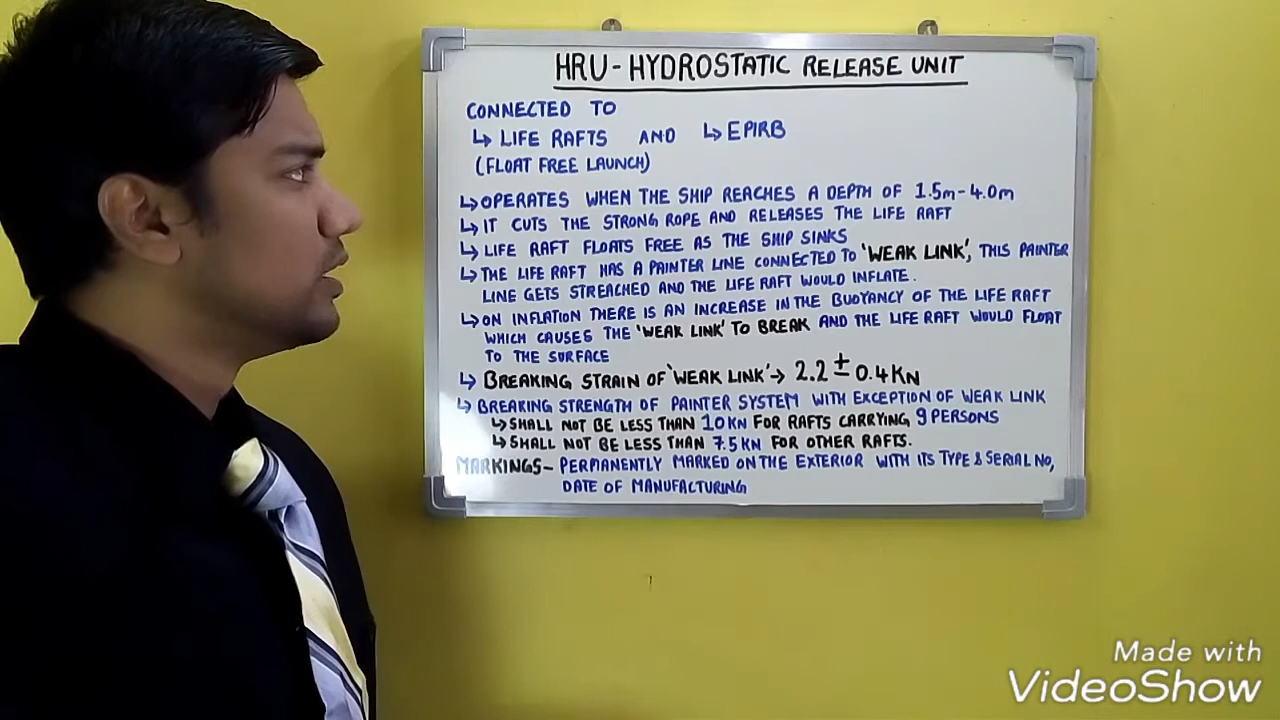 HRU-HYDROSTATIC RELEASE UNIT
CONNECTED TO
↳ LIFE RAFTS AND ↳ EPIRB
(FLOAT FREE LAUNCH)
↳ OPERATES WHEN THE SHIP REACHES A DEPTH OF 1.5m-4.0m
↳ IT CUTS THE STRONG ROPE AND RELEASES THE LIFE RAFT
↳ LIFE RAFT FLOATS FREE AS THE SHIP SINKS
↳ THE LIFE RAFT HAS A PAINTER LINE CONNECTED TO 'WEAK LINK', THIS PAINTER
LINE GETS STREACHED AND THE LIFE RAFT WOULD INFLATE.
↳ ON INFLATION THERE IS AN INCREASE IN THE BUOYANCY OF THE LIFE RAFT
WHICH CAUSES THE 'WEAK LINK' TO BREAK AND THE LIFE RAFT WOULD FLOAT
TO THE SURFACE
↳ BREAKING STRAIN OF 'WEAK LINK' → 2.2 ± 0.4KN
↳ BREAKING STRENGTH OF PAINTER SYSTEM WITH EXCEPTION OF WEAK LINK
↳ SHALL NOT BE LESS THAN 10KN FOR RAFTS CARRYING 9 PERSONS
↳ SHALL NOT BE LESS THAN 7.5KN FOR OTHER RAFTS.
MARKINGS- PERMANENTLY MARKED ON THE EXTERIOR WITH ITS TYPE & SERIAL NO,
DATE OF MANUFACTURING
Made with
VideoShow